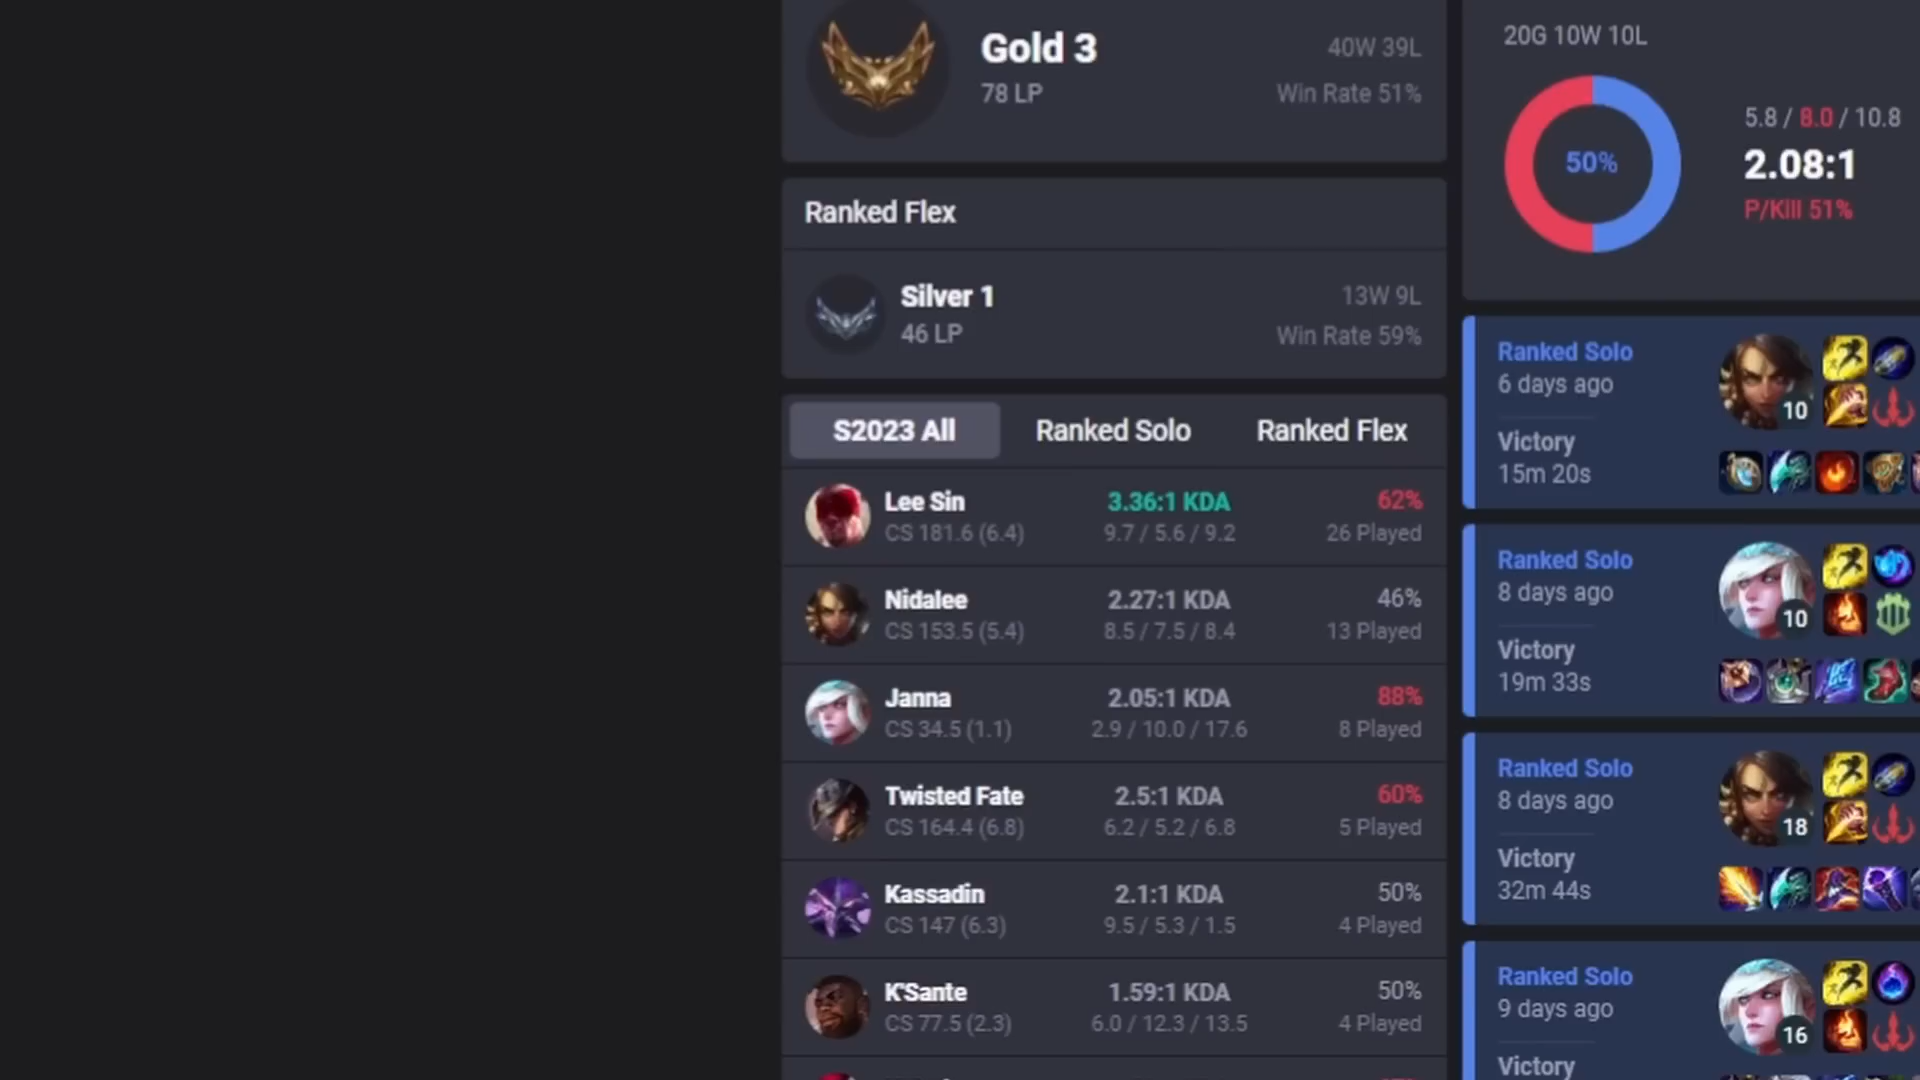 Gold 3
78 LP
40W 39L
Win Rate 51%
Ranked Flex
Silver 1
46 LP
13W 9L
Win Rate 59%
S2023 All
Ranked Solo
Ranked Flex
Lee Sin 3.36:1 KDA 62%
CS 181.6 (6.4) 9.7 / 5.6 / 9.2 26 Played
Nidalee 2.27:1 KDA 46%
CS 153.5 (5.4) 8.5 / 7.5 / 8.4 13 Played
Janna 2.05:1 KDA 88%
CS 34.5 (1.1) 2.9 / 10.0 / 17.6 8 Played
Twisted Fate 2.5:1 KDA 60%
CS 164.4 (6.8) 6.2 / 5.2 / 6.8 5 Played
Kassadin 2.1:1 KDA 50%
CS 147 (6.3) 9.5 / 5.3 / 1.5 4 Played
K'Sante 1.59:1 KDA 50%
CS 77.5 (2.3) 6.0 / 12.3 / 13.5 4 Played
20G 10W 10L
50%
5.8 / 8.0 / 10.8
2.08:1
P/Kill 51%
Ranked Solo
6 days ago
10
Victory
15m 20s
Ranked Solo
8 days ago
10
Victory
19m 33s
Ranked Solo
8 days ago
18
Victory
32m 44s
Ranked Solo
9 days ago
16
Victory